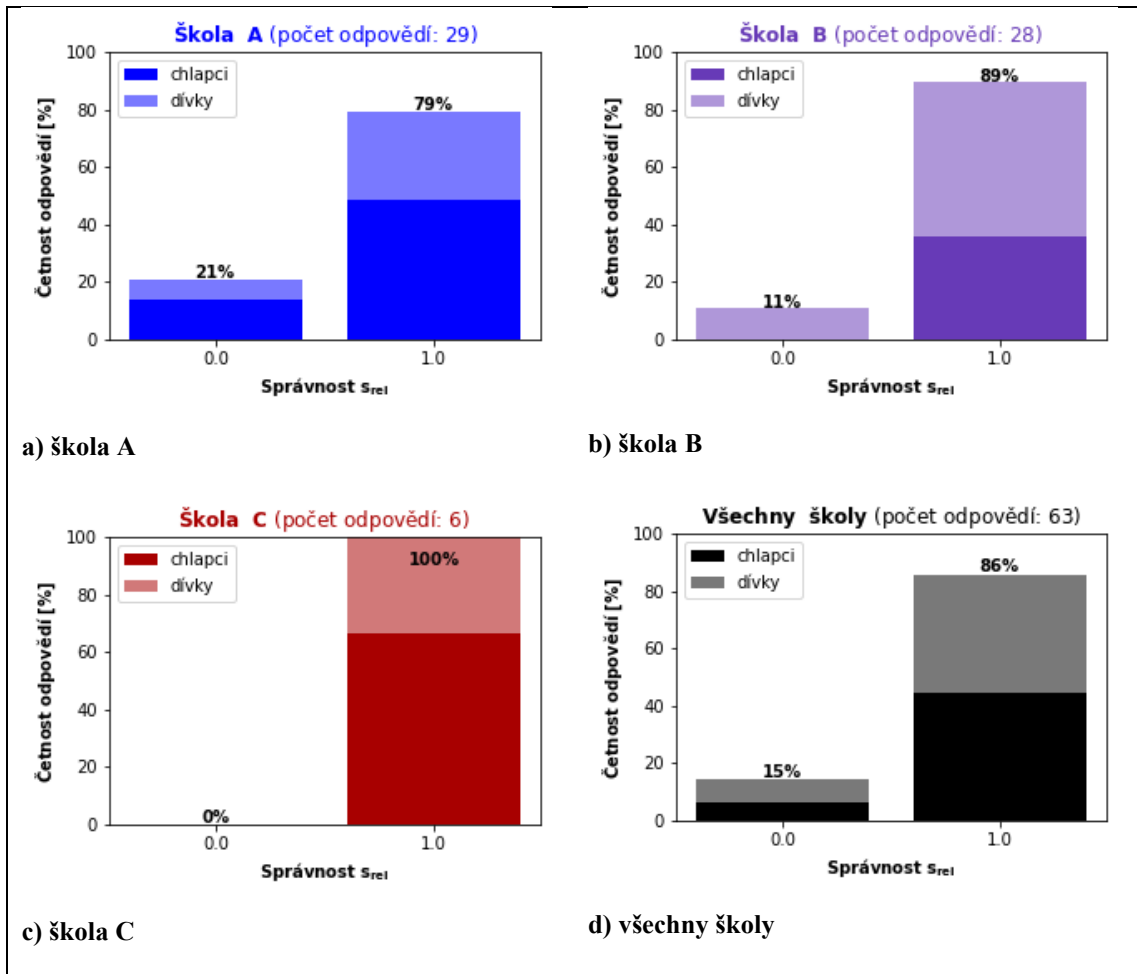 Škola A (počet odpovědí: 29)
100
80
60
40
20
0
Četnost odpovědí [%]
chlapci
dívky
21%
79%
0.0
1.0
Správnost s_rel
a) škola A
Škola B (počet odpovědí: 28)
100
80
60
40
20
0
Četnost odpovědí [%]
chlapci
dívky
11%
89%
0.0
1.0
Správnost s_rel
b) škola B
Škola C (počet odpovědí: 6)
100
80
60
40
20
0
Četnost odpovědí [%]
chlapci
dívky
0%
100%
0.0
1.0
Správnost s_rel
c) škola C
Všechny školy (počet odpovědí: 63)
100
80
60
40
20
0
Četnost odpovědí [%]
chlapci
dívky
15%
86%
0.0
1.0
Správnost s_rel
d) všechny školy